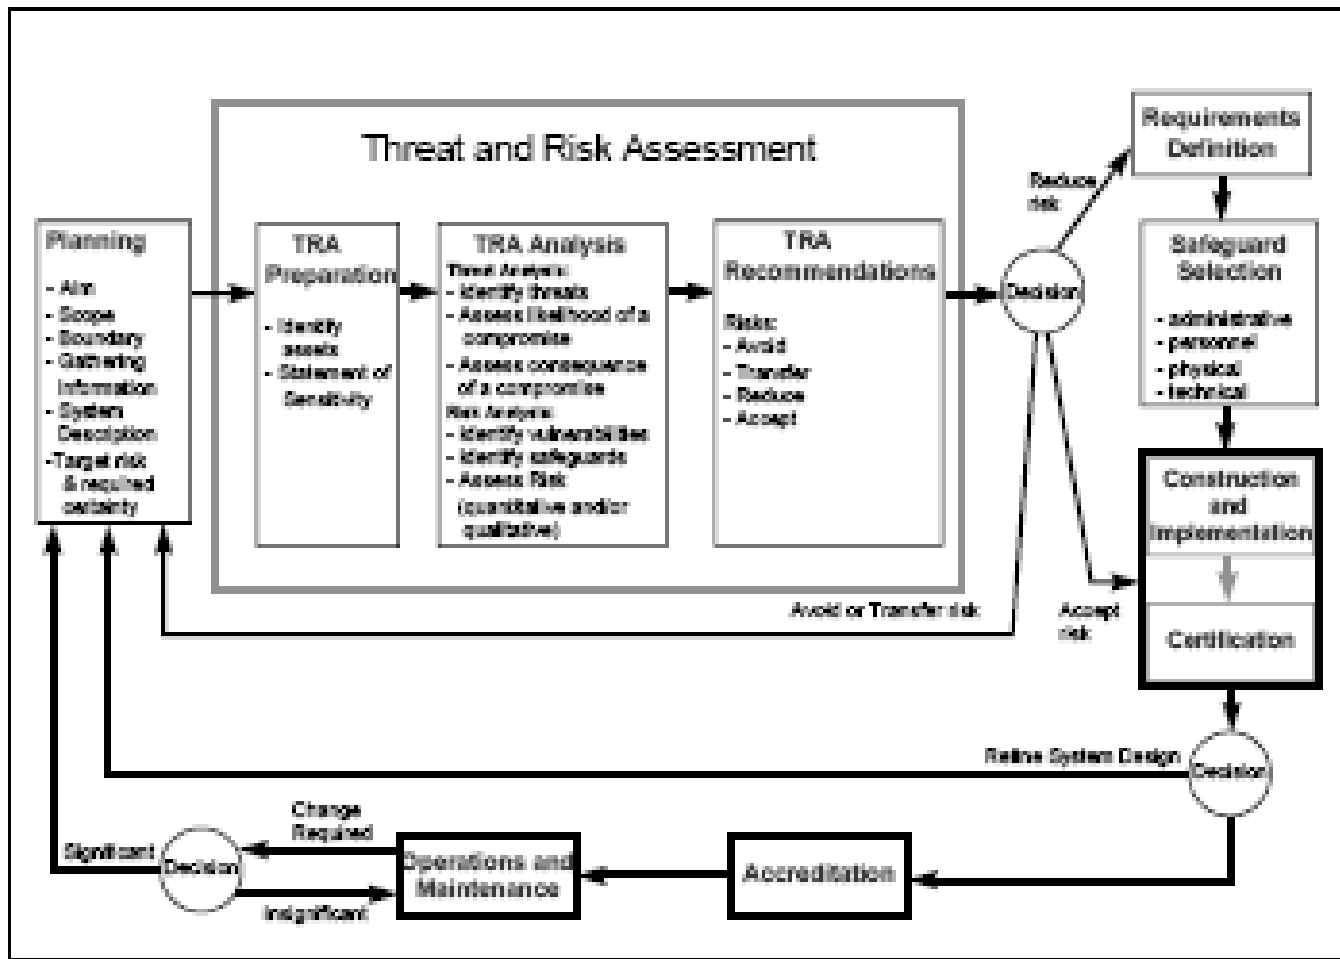 Threat and Risk Assessment
Planning
- Aim
- Scope
- Boundary
- Gathering
Information
- System
Description
-Target risk
& required
certainty
TRA
Preparation
- Identify
assets
- Statement of
Sensitivity
TRA Analysis
Threat Analysis:
- Identify threats
- Assess likelihood of a
compromise
- Assess consequence
of a compromise
Risk Analysis:
- Identify vulnerabilities
- Identify safeguards
- Assess Risk
(quantitative and/or
qualitative)
TRA
Recommendations
Risks:
- Avoid
- Transfer
- Reduce
- Accept
Decision
Reduce
risk
Requirements
Definition
Safeguard
Selection
- administrative
- personnel
- physical
- technical
Construction
and
Implementation
Certification
Accept
risk
Avoid or Transfer risk
Decision
Refine System Design
Accreditation
Operations and
Maintenance
Change
Required
Decision
Significant
Insignificant